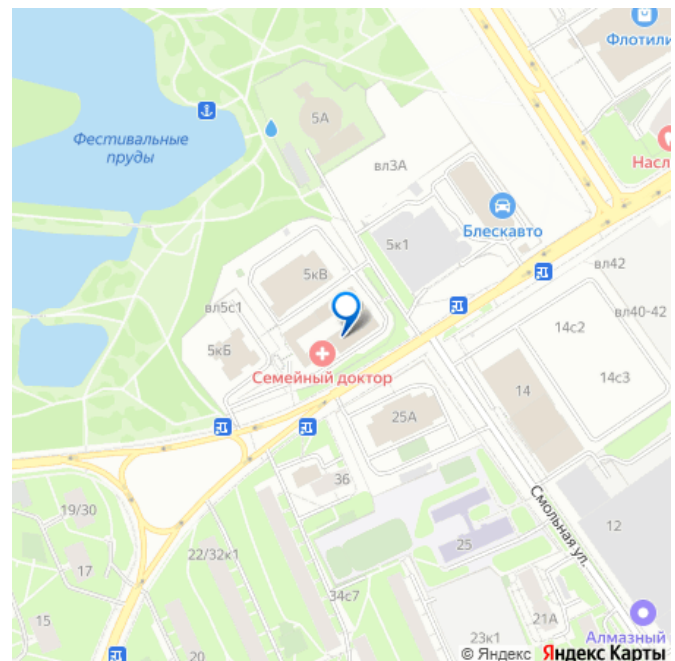 Флотили
5А
Фестивальные
пруды
вл3А
Насл
Блескавто
5к1
вл42
5кВ
вл5с1
вл40-42
14с2
5кБ
14с3
Семейный доктор
14
25А
36
19/30
Смольная ул.
12
22/32к1
25
17
34с7
15
21А
23к1
Алмазный
20
© Яндекс Яндекс Карты